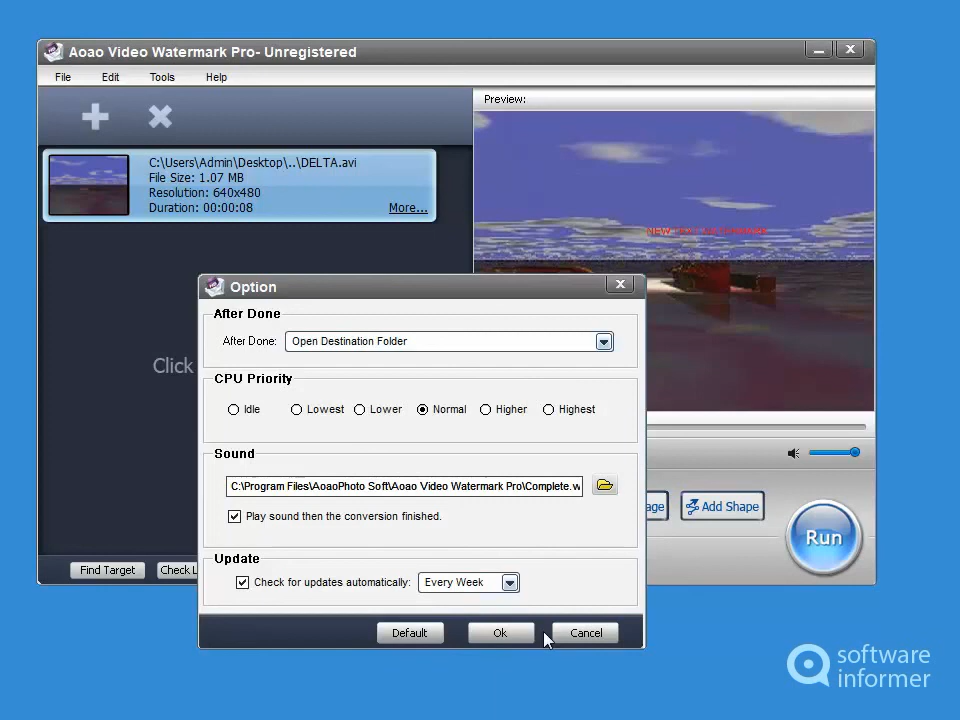 Aoao Video Watermark Pro- Unregistered
File Edit Tools Help
Preview:
C:\Users\Admin\Desktop\..\DELTA.avi
File Size: 1.07 MB
Resolution: 640x480
Duration: 00:00:08
More...
Click
Option
After Done
After Done: Open Destination Folder
CPU Priority
Idle Lowest Lower Normal Higher Highest
Sound
C:\Program Files\AoaoPhoto Soft\Aoao Video Watermark Pro\Complete.w
Play sound then the conversion finished.
Update
Check for updates automatically: Every Week
Default Ok Cancel
age Add Shape
Run
Find Target Check L
software
informer